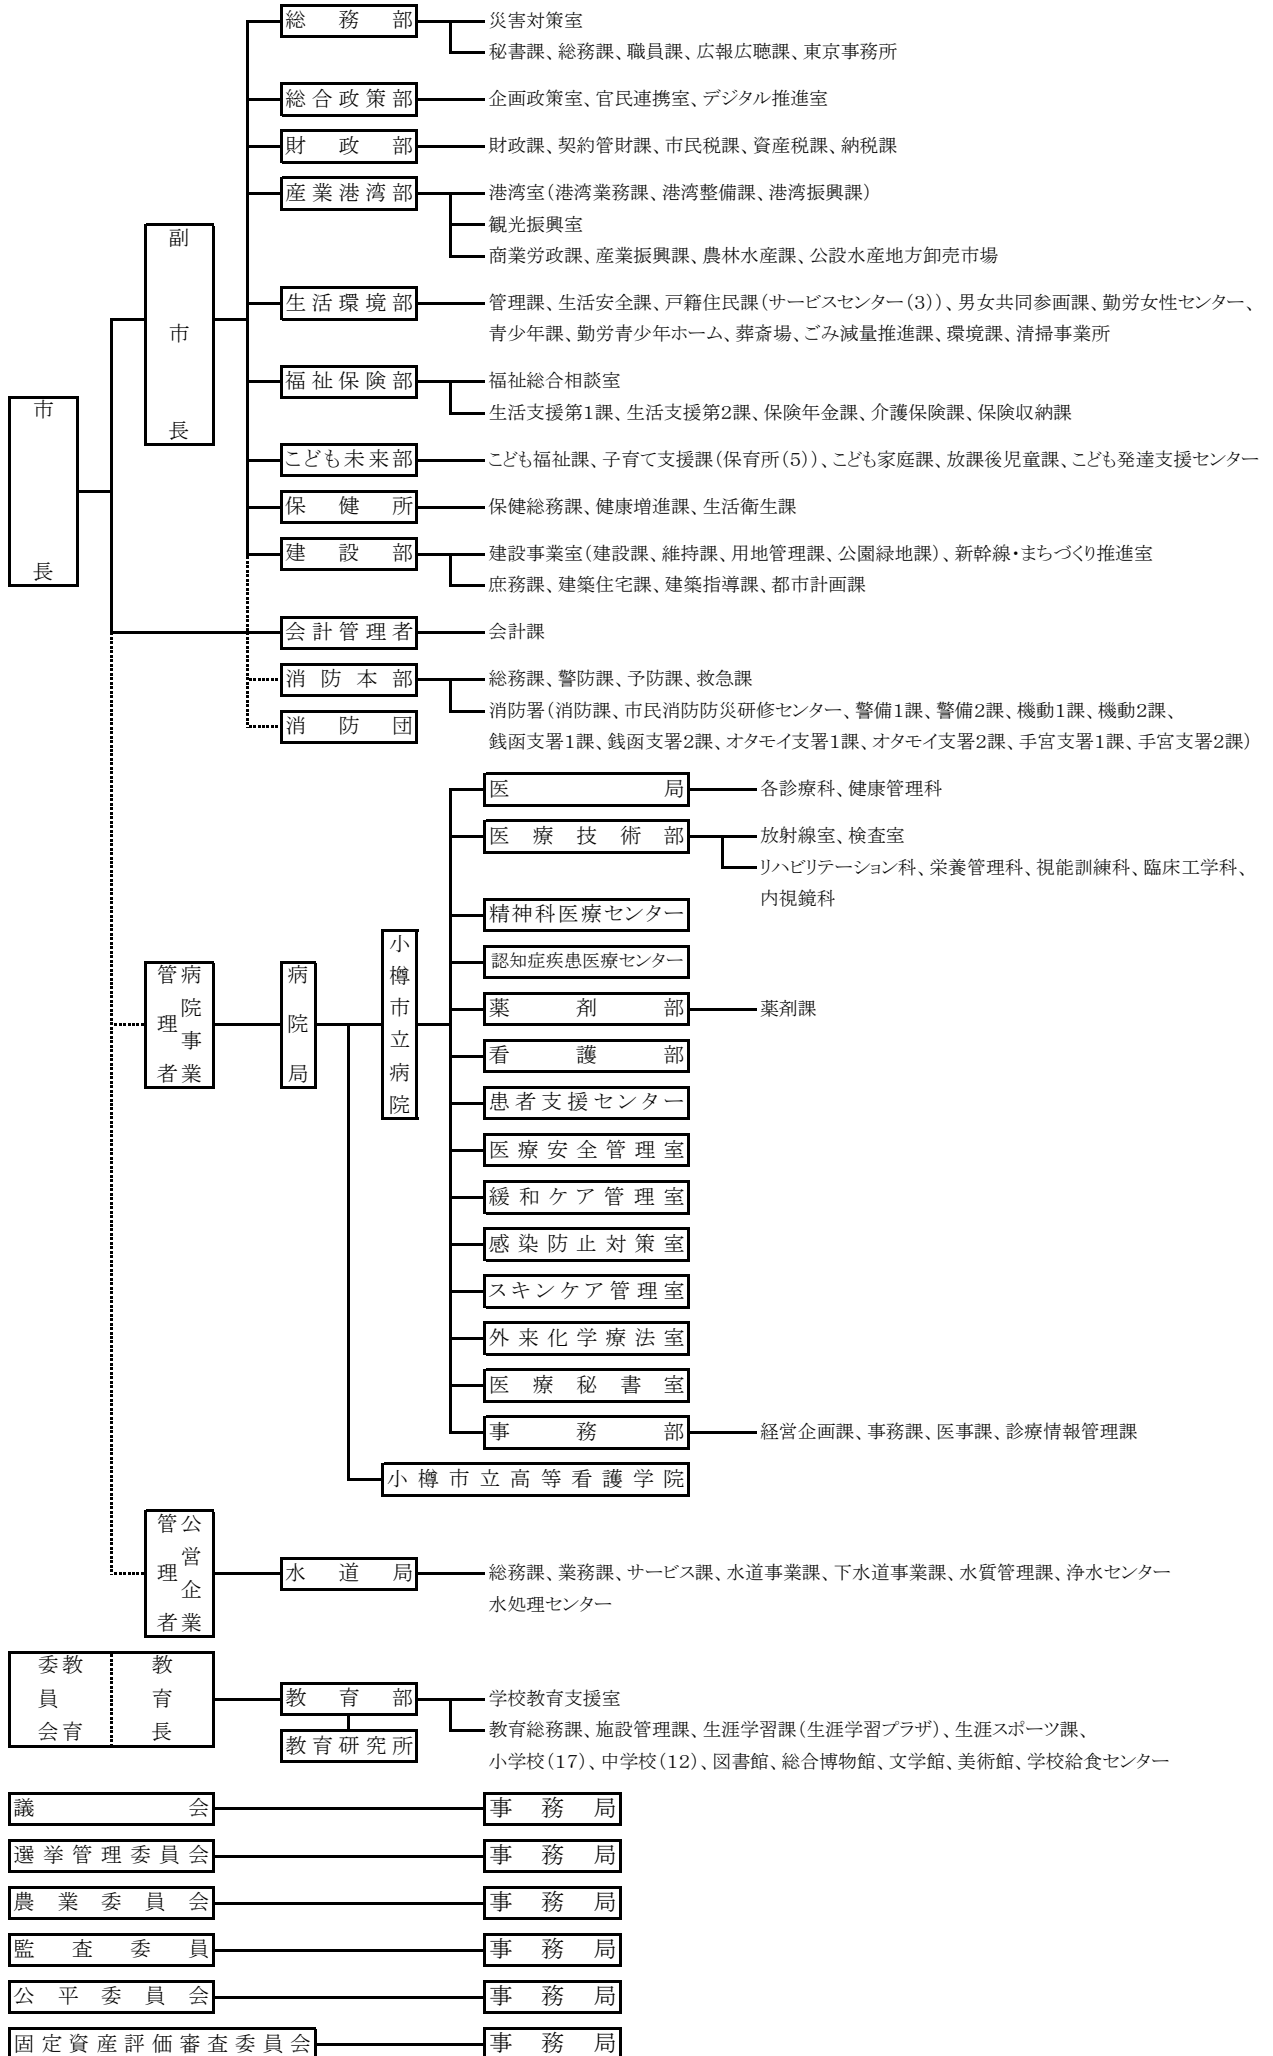 総務部
災害対策室
秘書課、総務課、職員課、広報広聴課、東京事務所
総合政策部
企画政策室、官民連携室、デジタル推進室
財政部
財政課、契約管財課、市民税課、資産税課、納税課
産業港湾部
港湾室(港湾業務課、港湾整備課、港湾振興課)
観光振興室
商業労政課、産業振興課、農林水産課、公設水産地方卸売市場
副市長
生活環境部
管理課、生活安全課、戸籍住民課(サービスセンター(3))、男女共同参画課、勤労女性センター、
青少年課、勤労青少年ホーム、葬斎場、ごみ減量推進課、環境課、清掃事業所
福祉保険部
福祉総合相談室
生活支援第1課、生活支援第2課、保険年金課、介護保険課、保険収納課
市長
こども未来部
こども福祉課、子育て支援課(保育所(5))、こども家庭課、放課後児童課、こども発達支援センター
保健所
保健総務課、健康増進課、生活衛生課
建設部
建設事業室(建設課、維持課、用地管理課、公園緑地課)、新幹線・まちづくり推進室
庶務課、建築住宅課、建築指導課、都市計画課
会計管理者
会計課
消防本部
総務課、警防課、予防課、救急課
消防署(消防課、市民消防防災研修センター、警備1課、警備2課、機動1課、機動2課、
銭函支署1課、銭函支署2課、オタモイ支署1課、オタモイ支署2課、手宮支署1課、手宮支署2課)
消防団
医局
各診療科、健康管理科
医療技術部
放射線室、検査室
リハビリテーション科、栄養管理科、視能訓練科、臨床工学科、
内視鏡科
精神科医療センター
認知症疾患医療センター
病院事業管理者
病院局
小樽市立病院
薬剤部
薬剤課
看護部
患者支援センター
医療安全管理室
緩和ケア管理室
感染防止対策室
スキンケア管理室
外来化学療法室
医療秘書室
事務部
経営企画課、事務課、医事課、診療情報管理課
小樽市立高等看護学院
公営企業管理者
水道局
総務課、業務課、サービス課、水道事業課、下水道事業課、水質管理課、浄水センター
水処理センター
教育委員会
教育長
教育部
学校教育支援室
教育総務課、施設管理課、生涯学習課(生涯学習プラザ)、生涯スポーツ課、
小学校(17)、中学校(12)、図書館、総合博物館、文学館、美術館、学校給食センター
教育研究所
議会
事務局
選挙管理委員会
事務局
農業委員会
事務局
監査委員
事務局
公平委員会
事務局
固定資産評価審査委員会
事務局